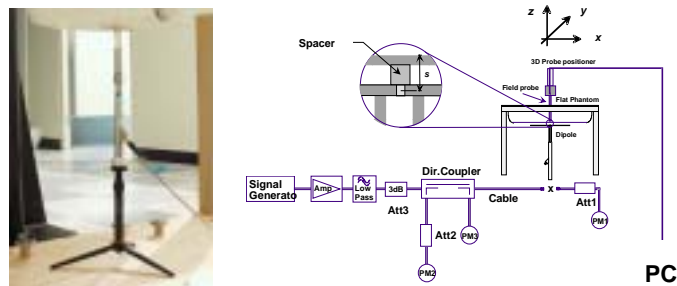 z
y
x
Spacer
s
3D Probe positioner
Field probe
Flat Phantom
Dipole
Signal
Generato
Amp
Low
Pass
3dB
Att3
Dir.Coupler
Cable
x
Att1
PM1
Att2
PM3
PM2
PC